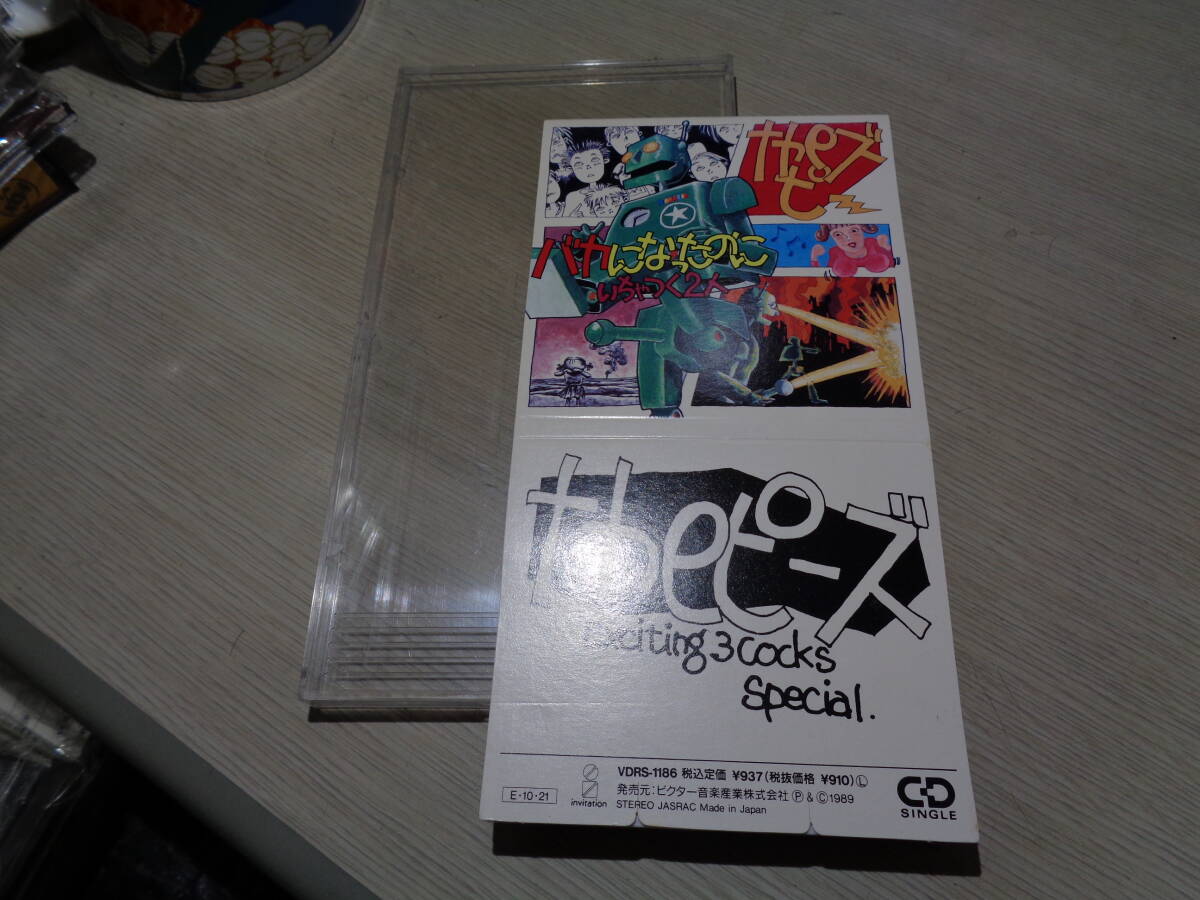 theピーズ
バカになったのに
いちゃつく2人
theピーズ
exciting 3 cocks
special.
VDRS-1186 税込定価 ¥937(税抜価格 ¥910)Ⓛ
発売元:ビクター音楽産業株式会社 Ⓟ&Ⓒ1989
STEREO JASRAC Made in Japan
E・10・21
invitation
CD
SINGLE